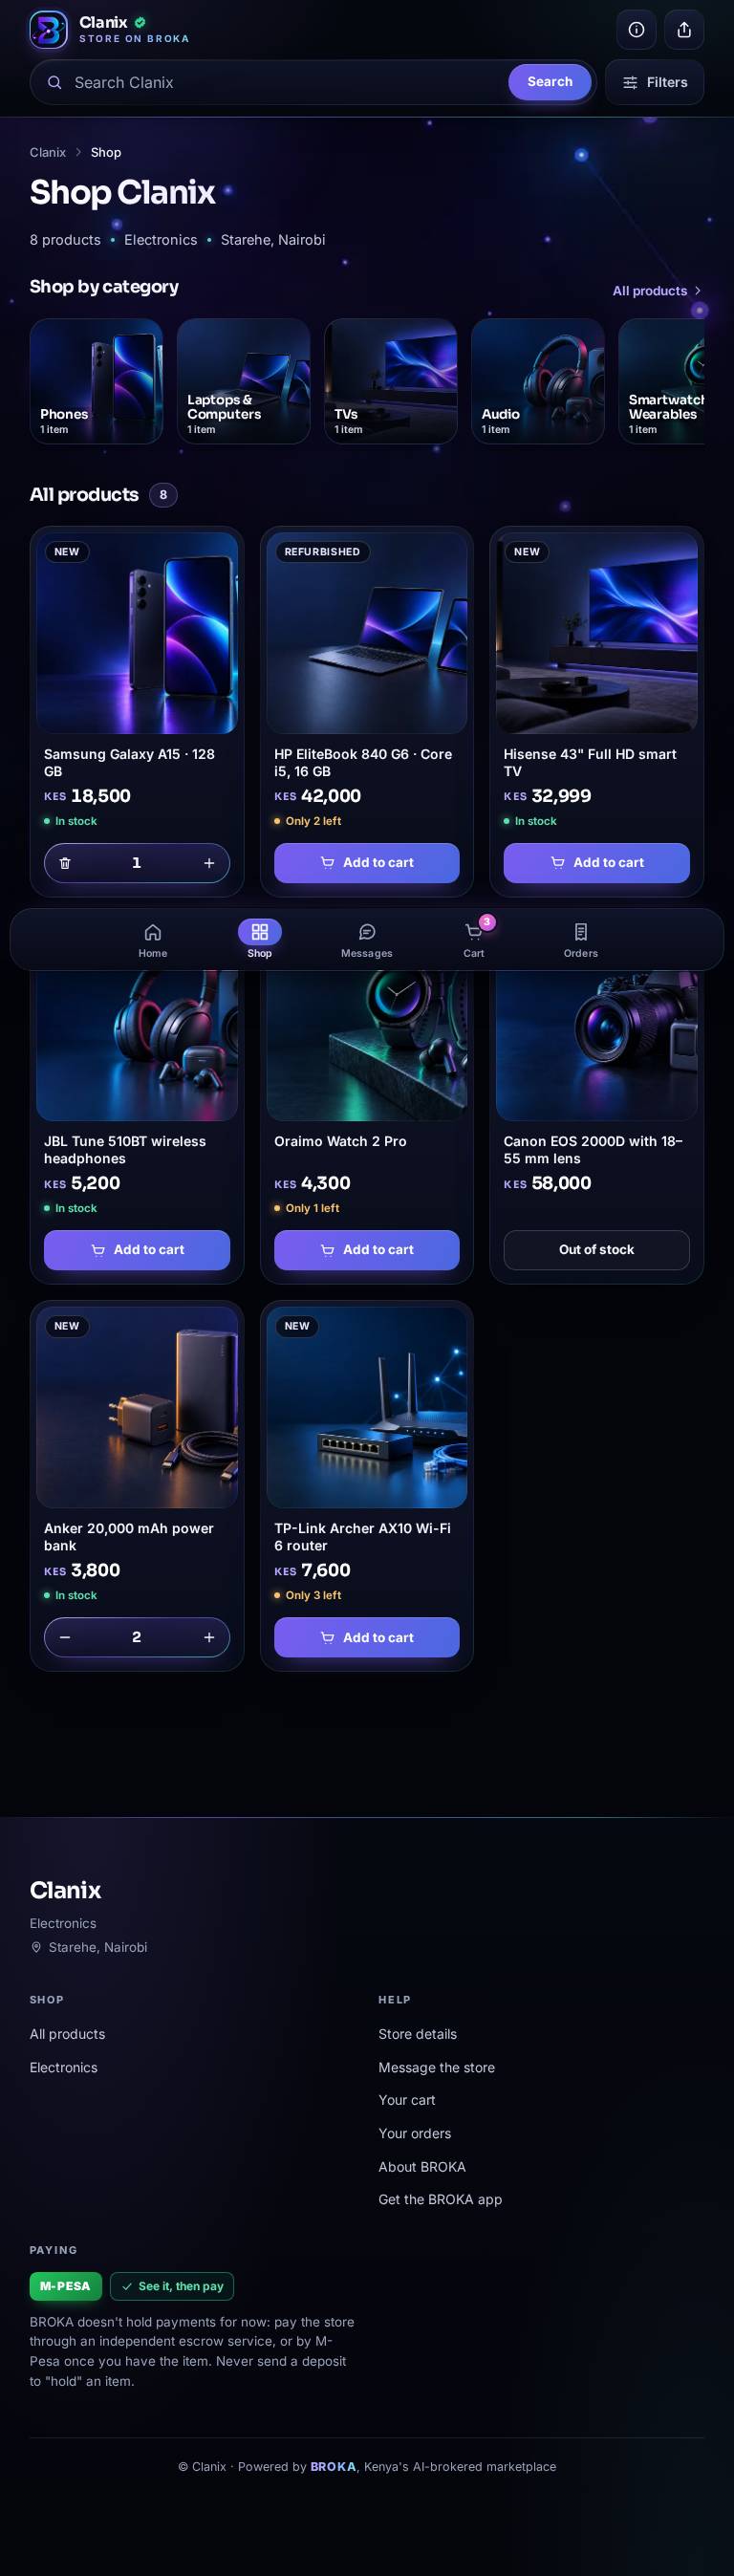 Clanix
STORE ON BROKA
Search Clanix
Search
Filters
Clanix > Shop
Shop Clanix
8 products • Electronics • Starehe, Nairobi
Shop by category
All products >
Phones
1 item
Laptops &
Computers
1 item
TVs
1 item
Audio
1 item
Smartwatch
Wearables
1 item
All products 8
NEW
REFURBISHED
NEW
Samsung Galaxy A15 · 128
GB
KES 18,500
In stock
1
HP EliteBook 840 G6 · Core
i5, 16 GB
KES 42,000
Only 2 left
Add to cart
Hisense 43" Full HD smart
TV
KES 32,999
In stock
Add to cart
Home
Shop
Messages
3
Cart
Orders
JBL Tune 510BT wireless
headphones
KES 5,200
In stock
Add to cart
Oraimo Watch 2 Pro
KES 4,300
Only 1 left
Add to cart
Canon EOS 2000D with 18–
55 mm lens
KES 58,000
Out of stock
NEW
NEW
Anker 20,000 mAh power
bank
KES 3,800
In stock
2
TP-Link Archer AX10 Wi-Fi
6 router
KES 7,600
Only 3 left
Add to cart
Clanix
Electronics
Starehe, Nairobi
SHOP
All products
Electronics
HELP
Store details
Message the store
Your cart
Your orders
About BROKA
Get the BROKA app
PAYING
M-PESA
See it, then pay
BROKA doesn't hold payments for now: pay the store
through an independent escrow service, or by M-
Pesa once you have the item. Never send a deposit
to "hold" an item.
© Clanix · Powered by BROKA, Kenya's AI-brokered marketplace